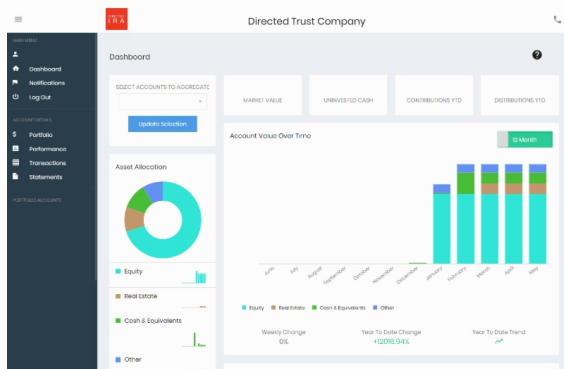 DIRECTED
IRA
Directed Trust Company
MAIN MENU
Dashboard
Notifications
Log Out
ACCOUNT DETAILS
Portfolio
Performance
Transactions
Statements
PORTFOLIO ACCOUNTS
Dashboard
?
SELECT ACCOUNTS TO AGGREGATE
Update Selection
MARKET VALUE
UNINVESTED CASH
CONTRIBUTIONS YTD
DISTRIBUTIONS YTD
Asset Allocation
Equity
Real Estate
Cash & Equivalents
Other
Account Value Over Time
12 Month
June
July
August
September
October
November
December
January
February
March
April
May
Equity
Real Estate
Cash & Equivalents
Other
Weekly Change
0%
Year To Date Change
+12018.94%
Year To Date Trend